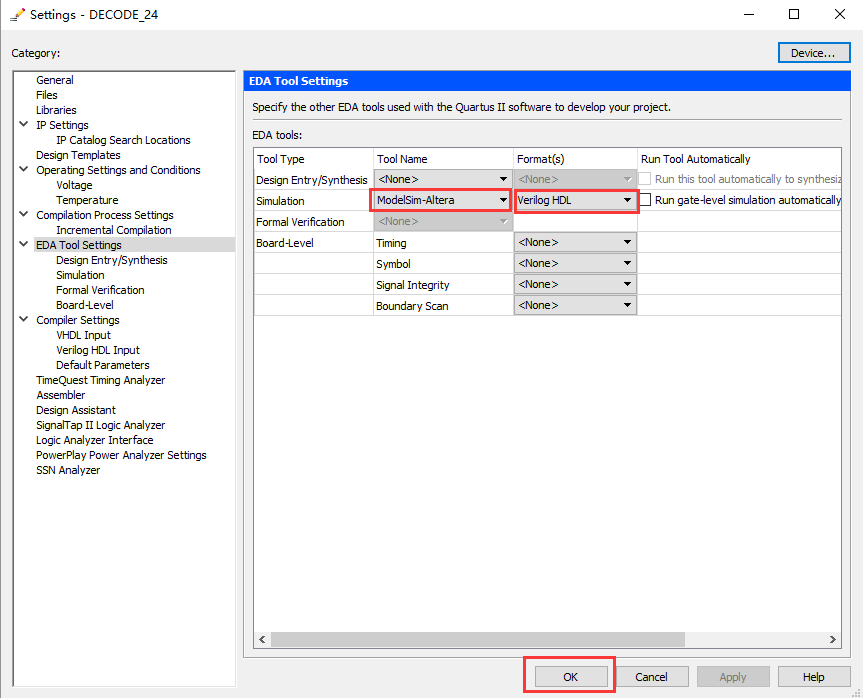 Settings - DECODE_24
Category:
Device...
General
Files
Libraries
IP Settings
IP Catalog Search Locations
Design Templates
Operating Settings and Conditions
Voltage
Temperature
Compilation Process Settings
Incremental Compilation
EDA Tool Settings
Design Entry/Synthesis
Simulation
Formal Verification
Board-Level
Compiler Settings
VHDL Input
Verilog HDL Input
Default Parameters
TimeQuest Timing Analyzer
Assembler
Design Assistant
SignalTap II Logic Analyzer
Logic Analyzer Interface
PowerPlay Power Analyzer Settings
SSN Analyzer
EDA Tool Settings
Specify the other EDA tools used with the Quartus II software to develop your project.
EDA tools:
Tool Type Tool Name Format(s) Run Tool Automatically
Design Entry/Synthesis <None> <None> Run this tool automatically to synthesiz
Simulation ModelSim-Altera Verilog HDL Run gate-level simulation automatically
Formal Verification <None>
Board-Level Timing <None>
Symbol <None>
Signal Integrity <None>
Boundary Scan <None>
OK Cancel Apply Help